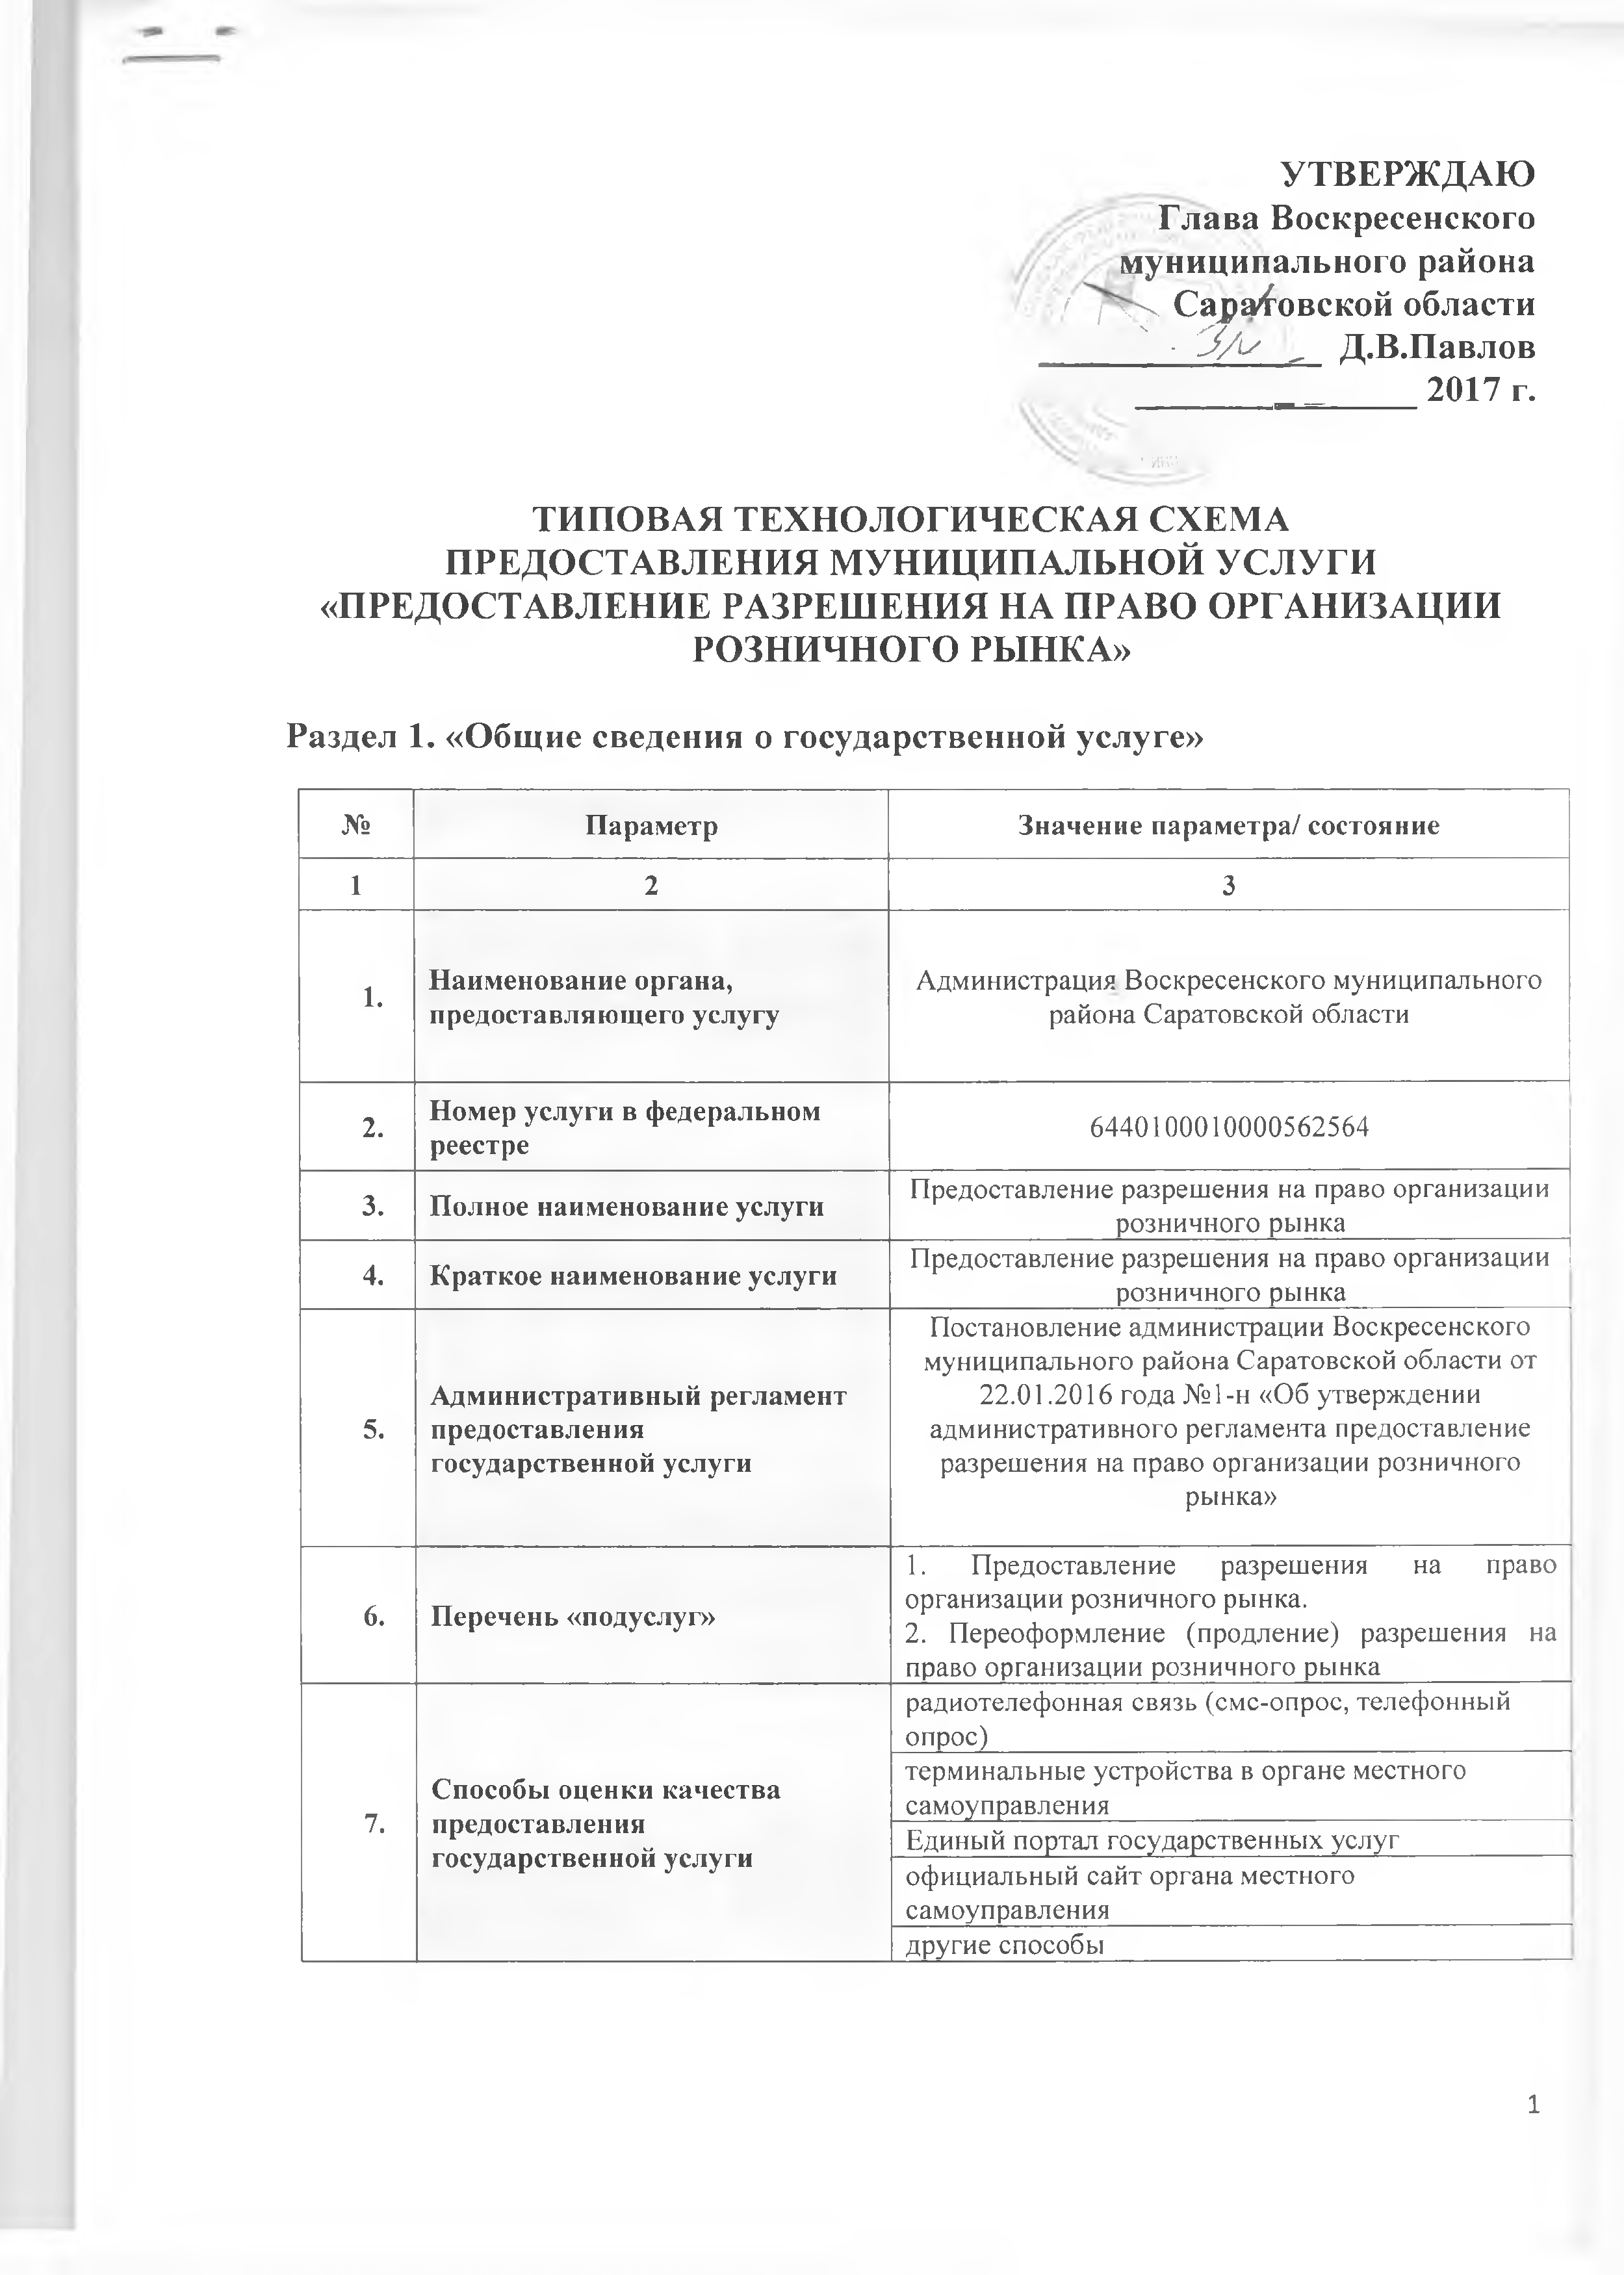 УТВЕРЖДАЮ
Глава Воскресенского
муниципального района
Саратовской области
Д.В.Павлов
2017 г.
ТИПОВАЯ ТЕХНОЛОГИЧЕСКАЯ СХЕМА
ПРЕДОСТАВЛЕНИЯ МУНИЦИПАЛЬНОЙ УСЛУГИ
«ПРЕДОСТАВЛЕНИЕ РАЗРЕШЕНИЯ НА ПРАВО ОРГАНИЗАЦИИ
РОЗНИЧНОГО РЫНКА»
Раздел 1. «Общие сведения о государственной услуге»
№ Параметр Значение параметра/ состояние
1 2 3
1.
Наименование органа,
предоставляющего услугу
Администрация Воскресенского муниципального
района Саратовской области
2.
Номер услуги в федеральном
реестре
6440100010000562564
3.
Полное наименование услуги
Предоставление разрешения на право организации
розничного рынка
4.
Краткое наименование услуги
Предоставление разрешения на право организации
розничного рынка
5.
Административный регламент
предоставления
государственной услуги
Постановление администрации Воскресенского
муниципального района Саратовской области от
22.01.2016 года №1-н «Об утверждении
административного регламента предоставление
разрешения на право организации розничного
рынка»
6.
Перечень «подуслуг»
1. Предоставление разрешения на право
организации розничного рынка.
2. Переоформление (продление) разрешения на
право организации розничного рынка
7.
Способы оценки качества
предоставления
государственной услуги
радиотелефонная связь (смс-опрос, телефонный
опрос)
терминальные устройства в органе местного
самоуправления
Единый портал государственных услуг
официальный сайт органа местного
самоуправления
другие способы
1